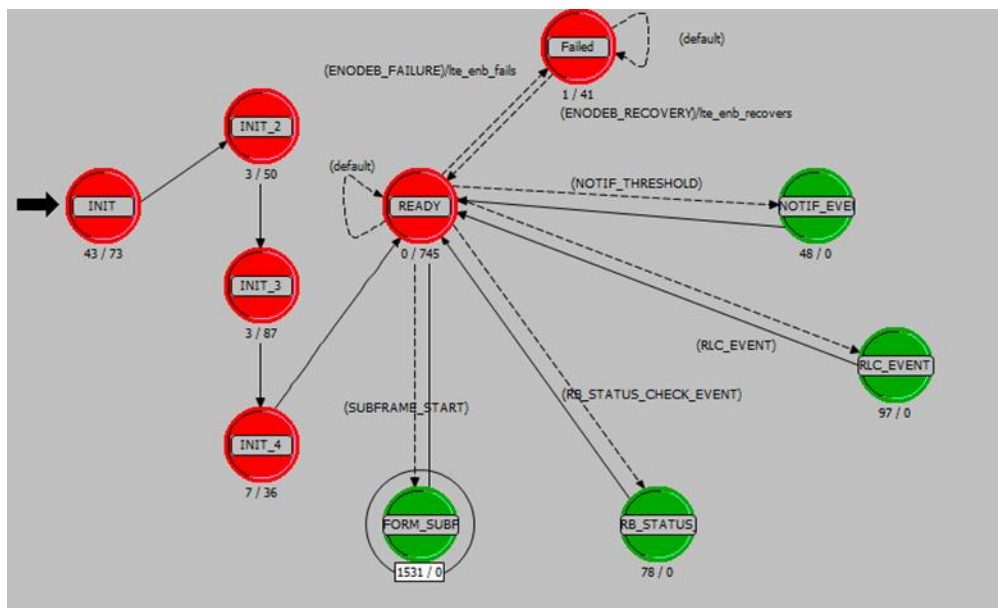 Failed
(default)
1 / 41
(ENODEB_FAILURE)/lte_enb_fails
(ENODEB_RECOVERY)/lte_enb_recovers
INIT_2
3 / 50
INIT
43 / 73
(default)
READY
0 / 745
(NOTIF_THRESHOLD)
NOTIF_EVE
48 / 0
INIT_3
3 / 87
(RLC_EVENT)
RLC_EVENT
97 / 0
(SUBFRAME_START)
(RB_STATUS_CHECK_EVENT)
INIT_4
7 / 36
FORM_SUBF
1531 / 0
RB_STATUS_
78 / 0